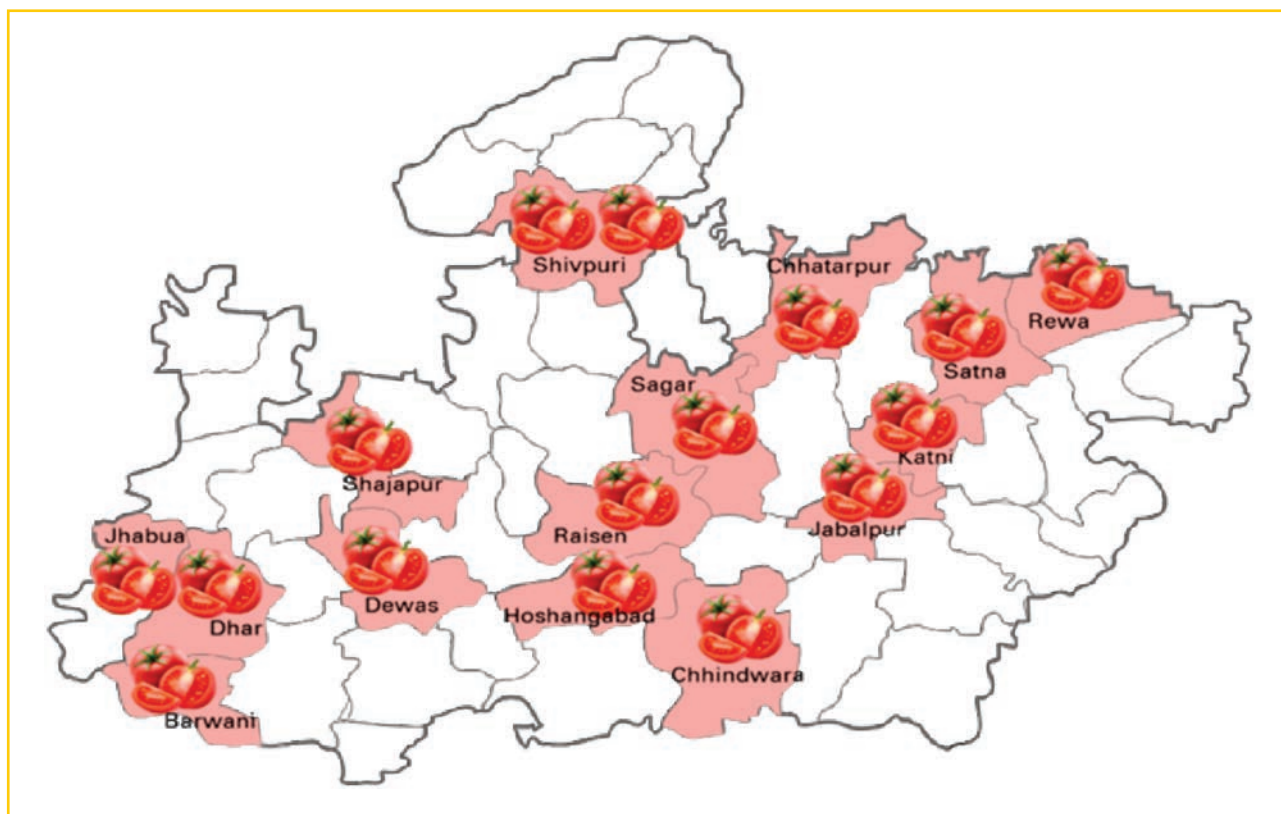 Shivpuri
Chhatarpur
Rewa
Satna
Sagar
Katni
Shajapur
Jabalpur
Jhabua
Raisen
Dewas
Hoshangabad
Dhar
Chhindwara
Barwani